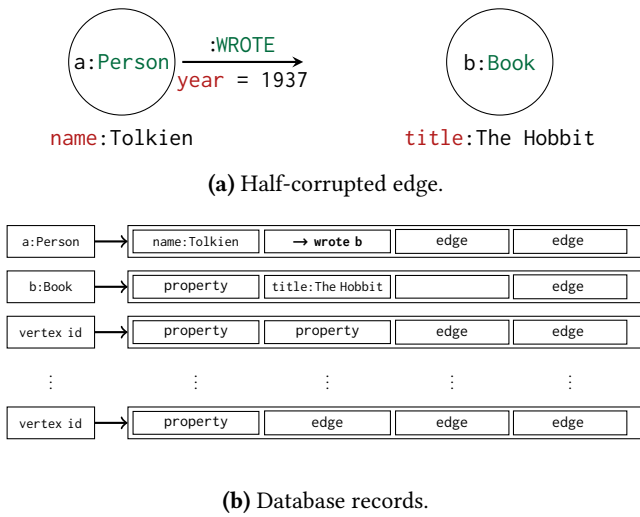 :WROTE
a:Person
b:Book
year = 1937
name:Tolkien title:The Hobbit
(a) Half-corrupted edge.
a:Person name:Tolkien → wrote b edge edge
b:Book property title:The Hobbit edge
vertex id property property edge edge
⋮ ⋮ ⋮ ⋮ ⋮
vertex id property edge edge edge
(b) Database records.